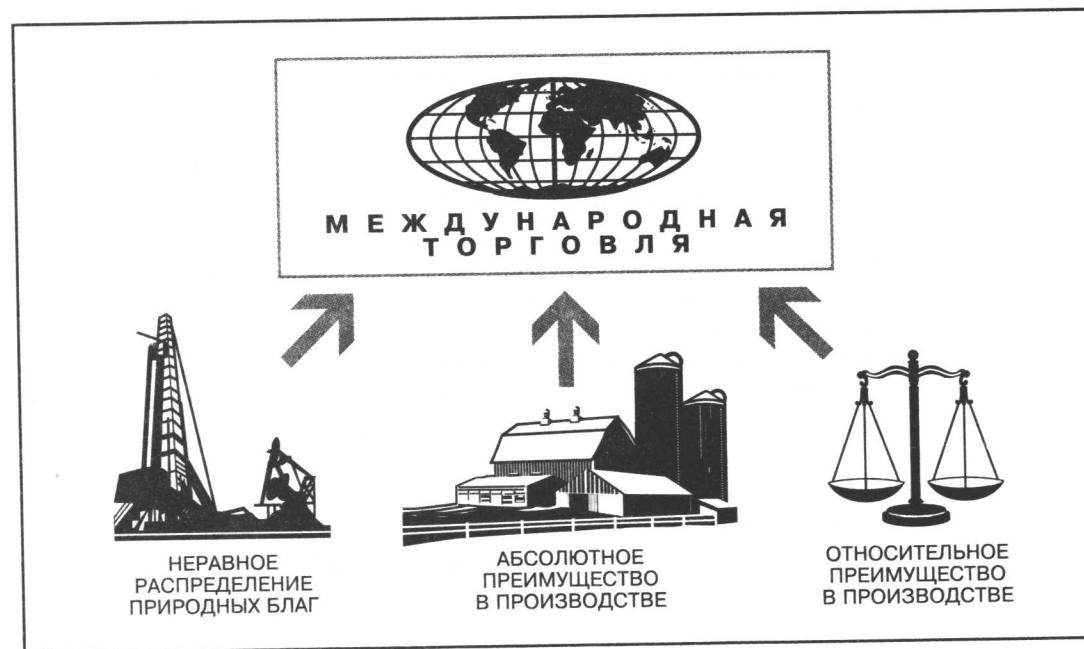 МЕЖДУНАРОДНАЯ
ТОРГОВЛЯ
НЕРАВНОЕ
РАСПРЕДЕЛЕНИЕ
ПРИРОДНЫХ БЛАГ
АБСОЛЮТНОЕ
ПРЕИМУЩЕСТВО
В ПРОИЗВОДСТВЕ
ОТНОСИТЕЛЬНОЕ
ПРЕИМУЩЕСТВО
В ПРОИЗВОДСТВЕ